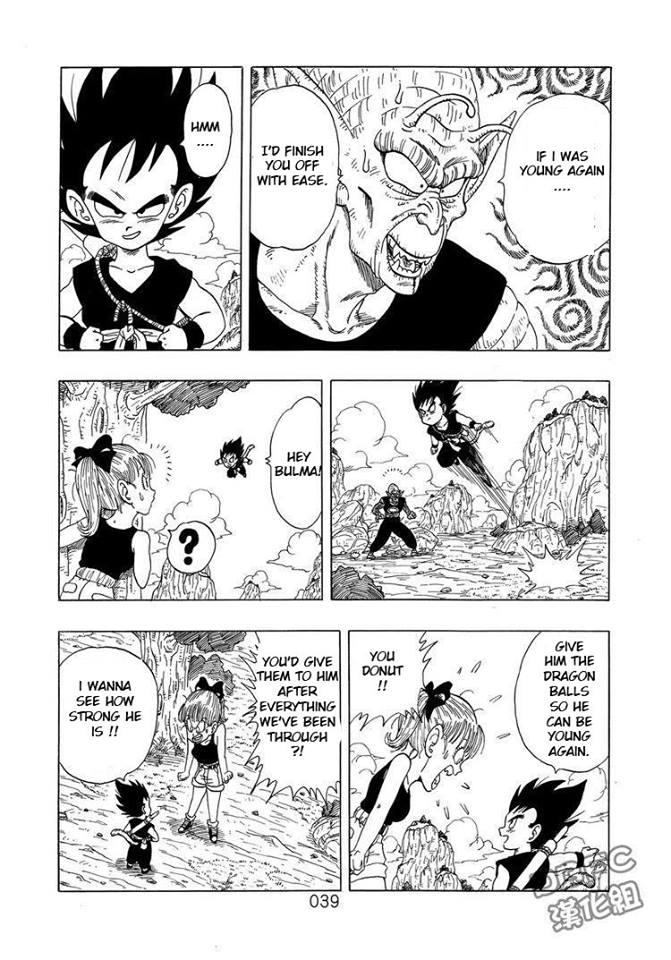 IF I WAS
YOUNG AGAIN
....
I'D FINISH
YOU OFF
WITH EASE.
HMM
....
HEY
BULMA!
?
GIVE
HIM THE
DRAGON
BALLS
SO HE
CAN BE
YOUNG
AGAIN.
YOU
DONUT
!!
YOU'D GIVE
THEM TO HIM
AFTER
EVERYTHING
WE'VE BEEN
THROUGH
?!
I WANNA
SEE HOW
STRONG HE
IS !!
039
漢化組